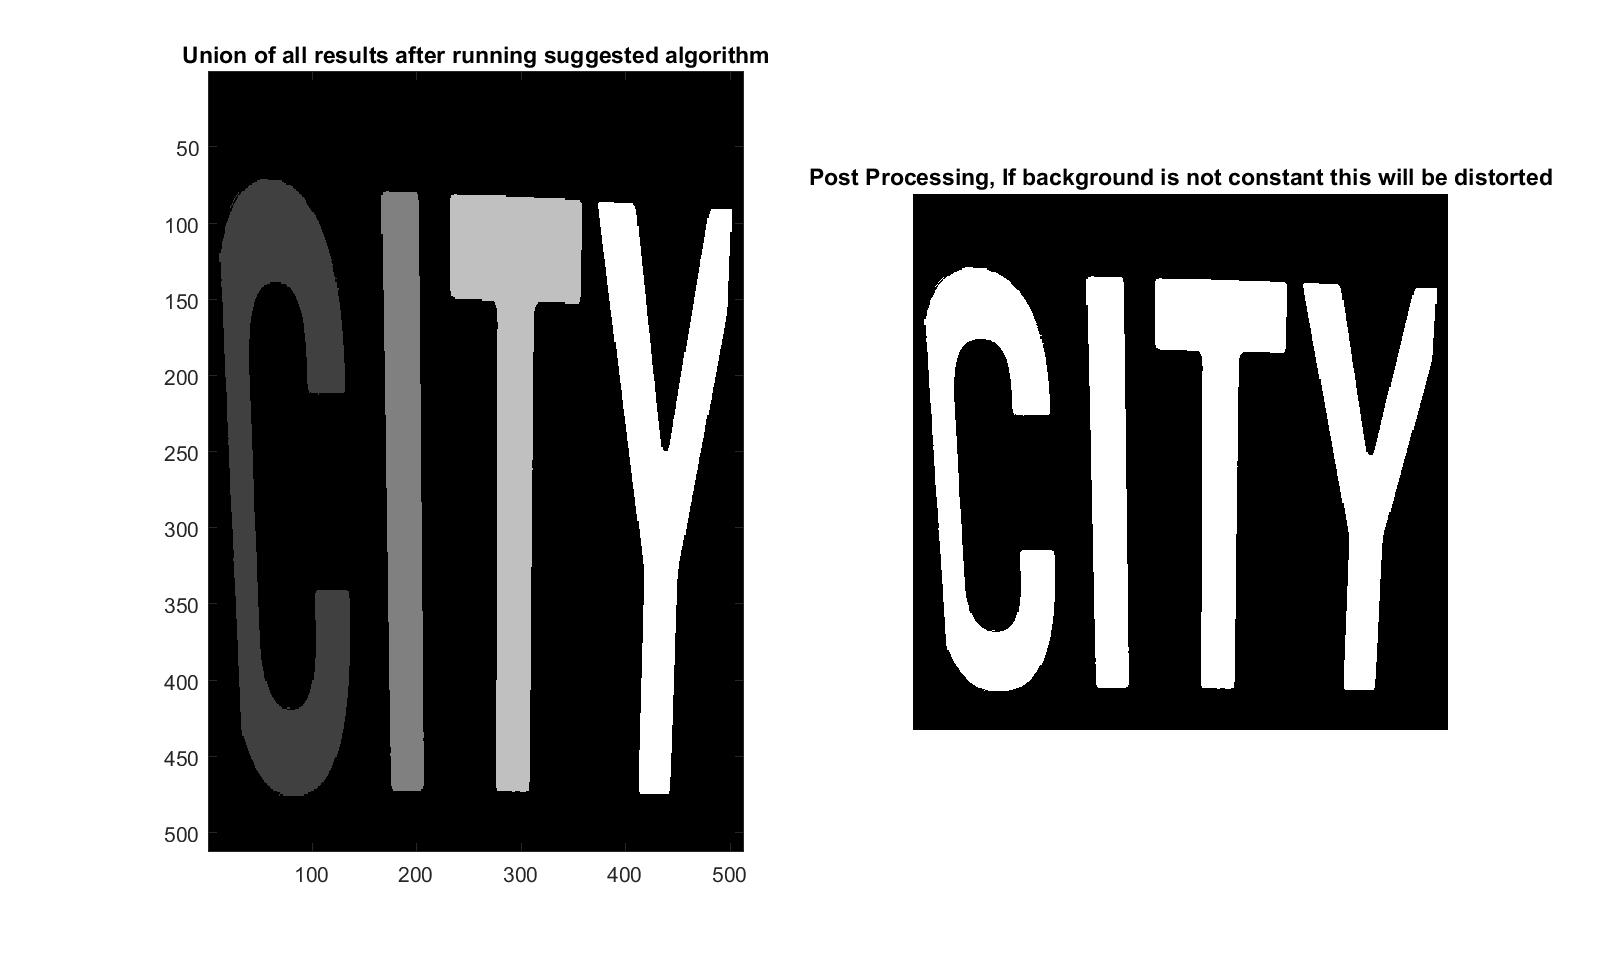 Union of all results after running suggested algorithm
50
100
150
200
250
300
350
400
450
500
100 200 300 400 500
CITY
Post Processing, If background is not constant this will be distorted
CITY